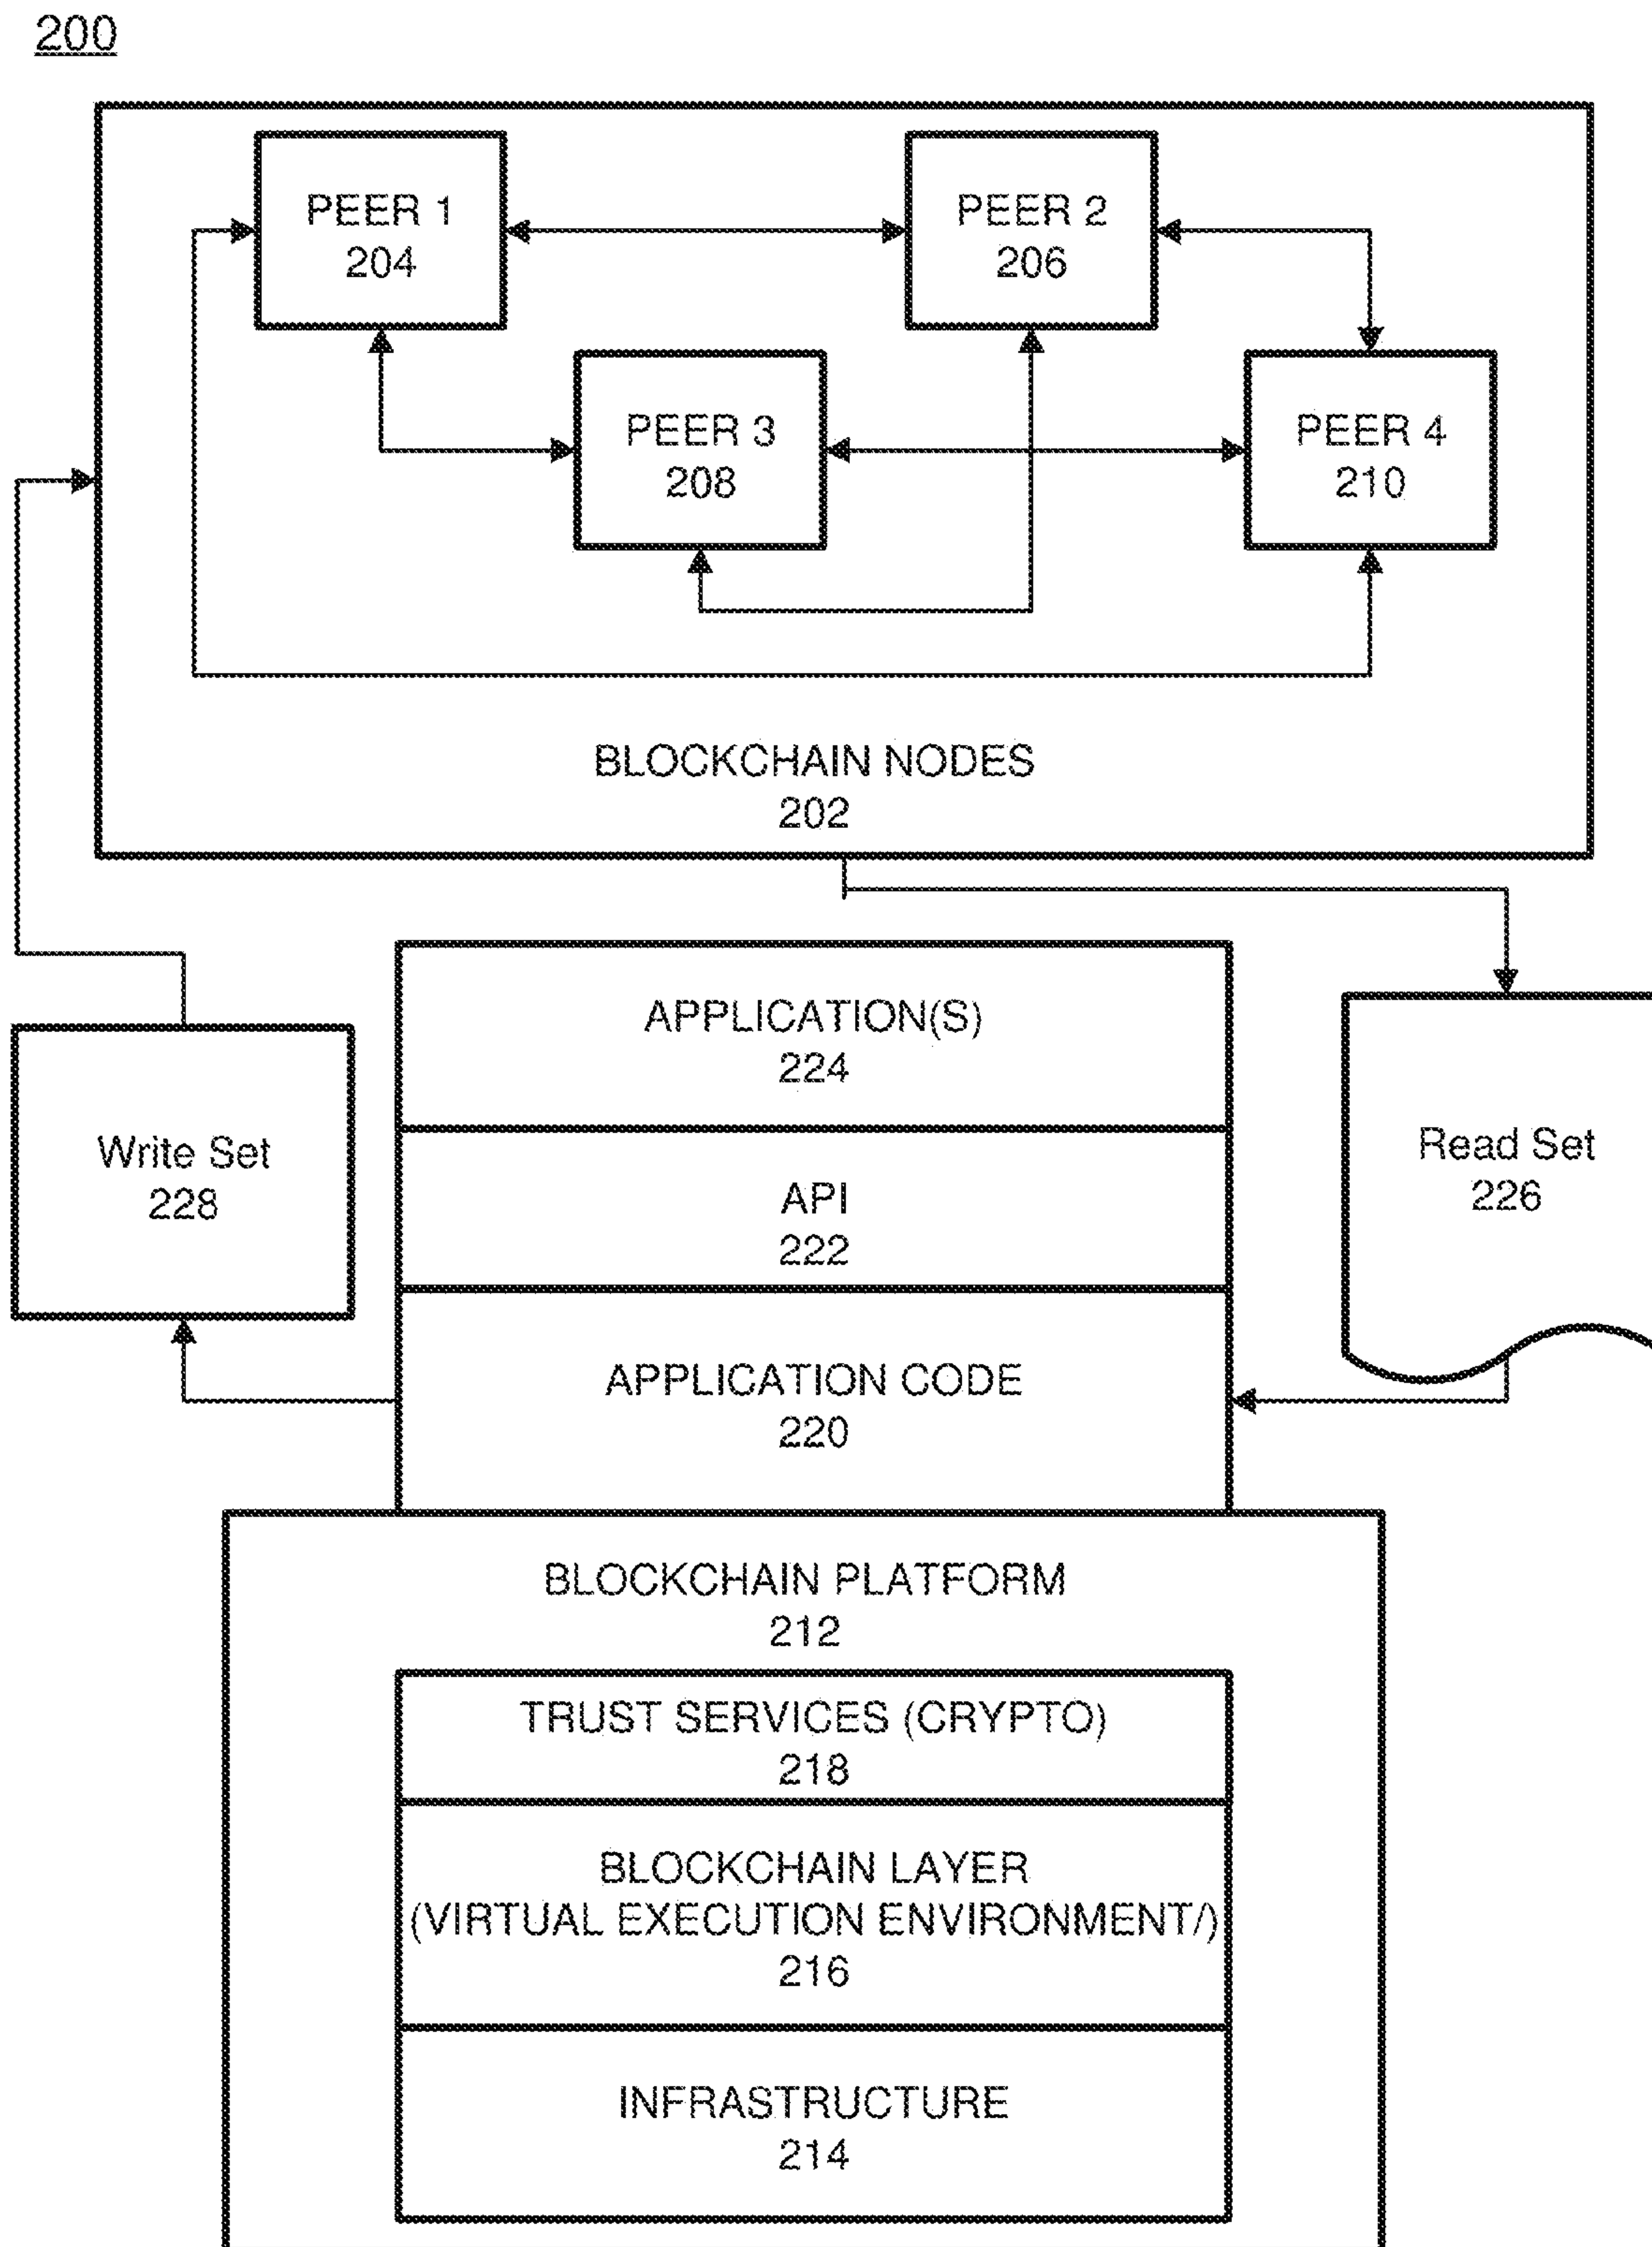 200
PEER 1
204
PEER 2
206
PEER 3
208
PEER 4
210
BLOCKCHAIN NODES
202
APPLICATION(S)
224
Write Set
228
API
222
Read Set
226
APPLICATION CODE
220
BLOCKCHAIN PLATFORM
212
TRUST SERVICES (CRYPTO)
218
BLOCKCHAIN LAYER
(VIRTUAL EXECUTION ENVIRONMENT/)
216
INFRASTRUCTURE
214